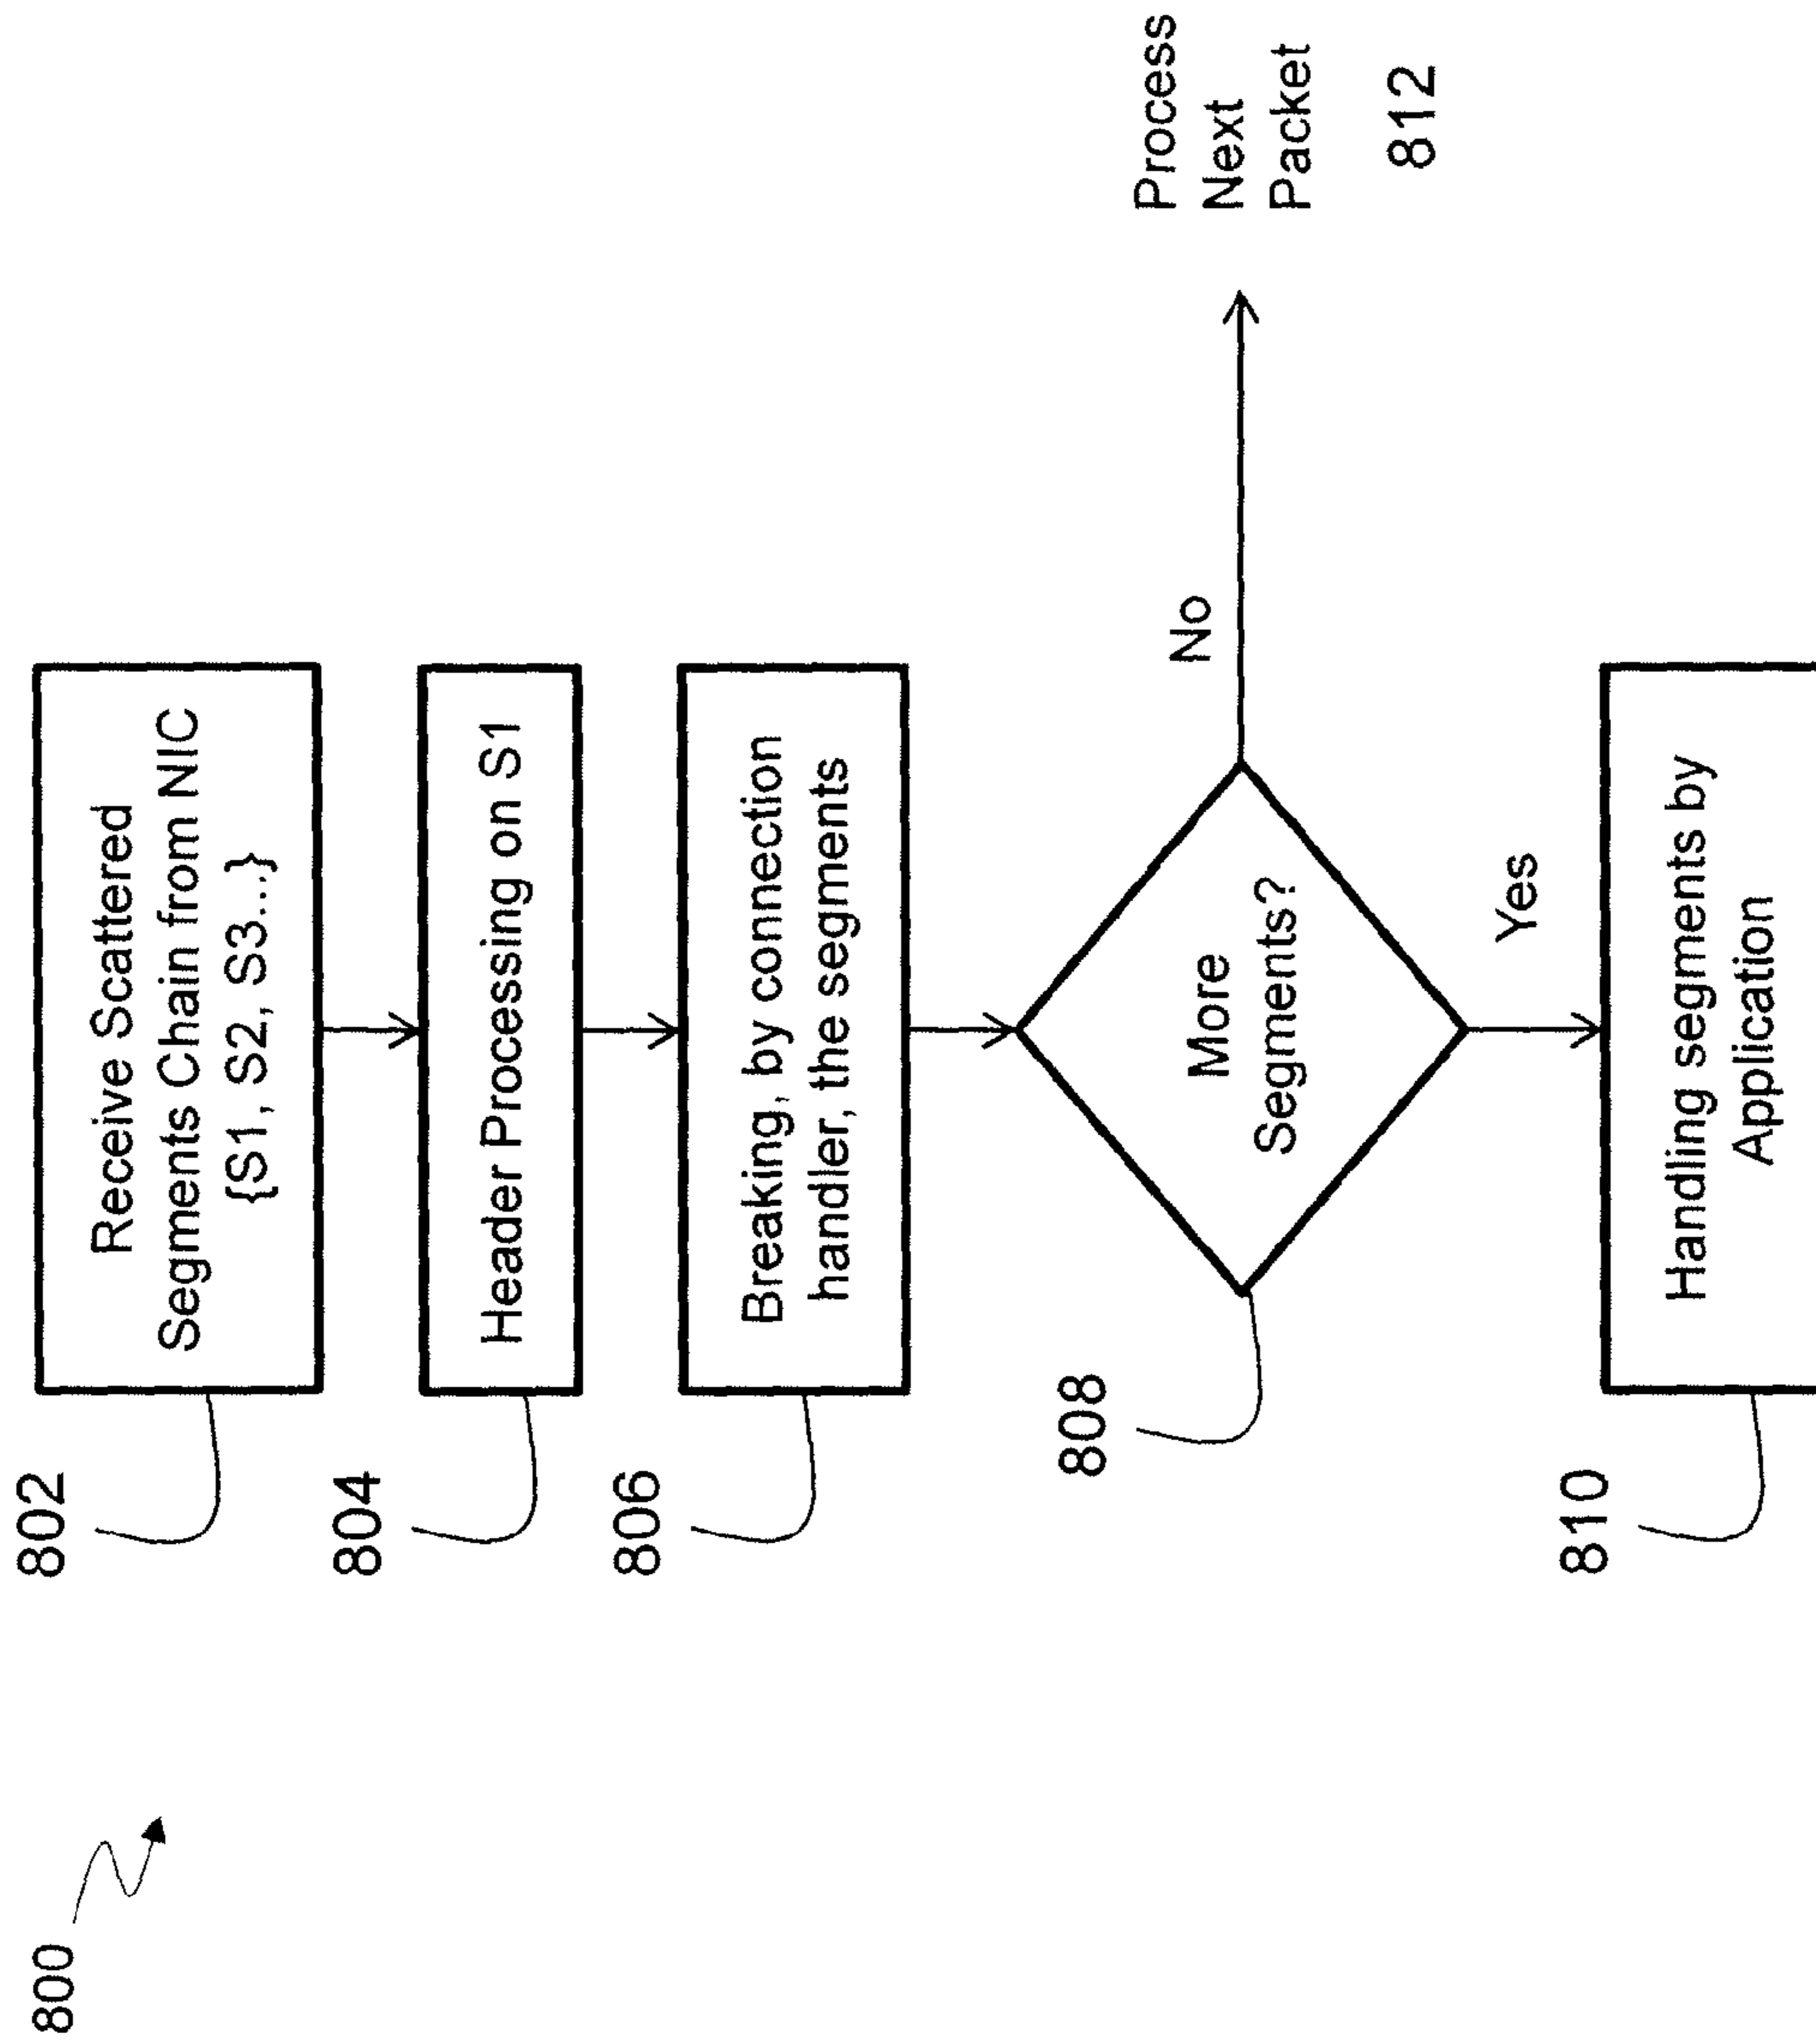 800
802
Receive Scattered
Segments Chain from NIC
{S1, S2, S3...}
804
Header Processing on S1
806
Breaking, by connection
handler, the segments
808
More
Segments?
No
Process
Next
Packet
812
Yes
810
Handling segments by
Application